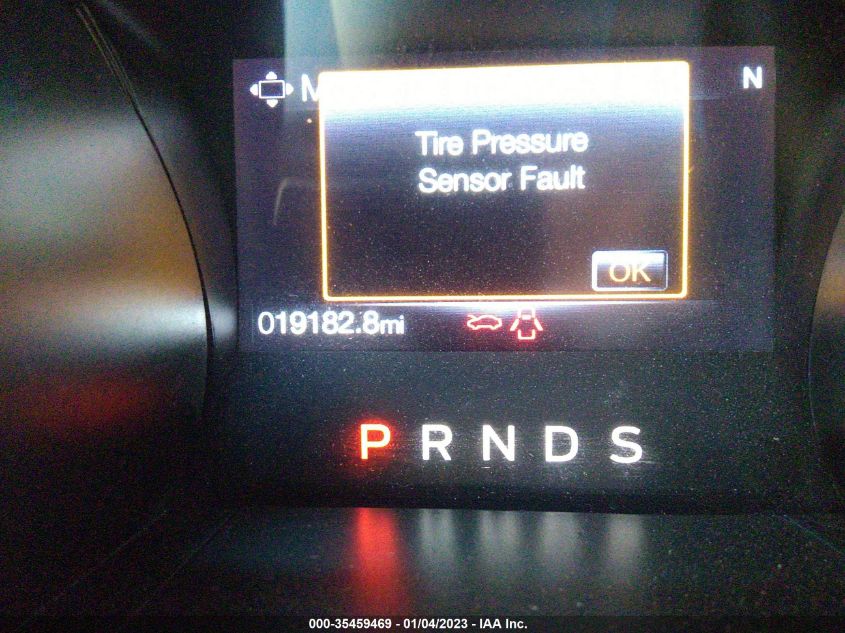 N
Tire Pressure
Sensor Fault
OK
019182.8mi
P R N D S
000-35459469 - 01/04/2023 - IAA Inc.